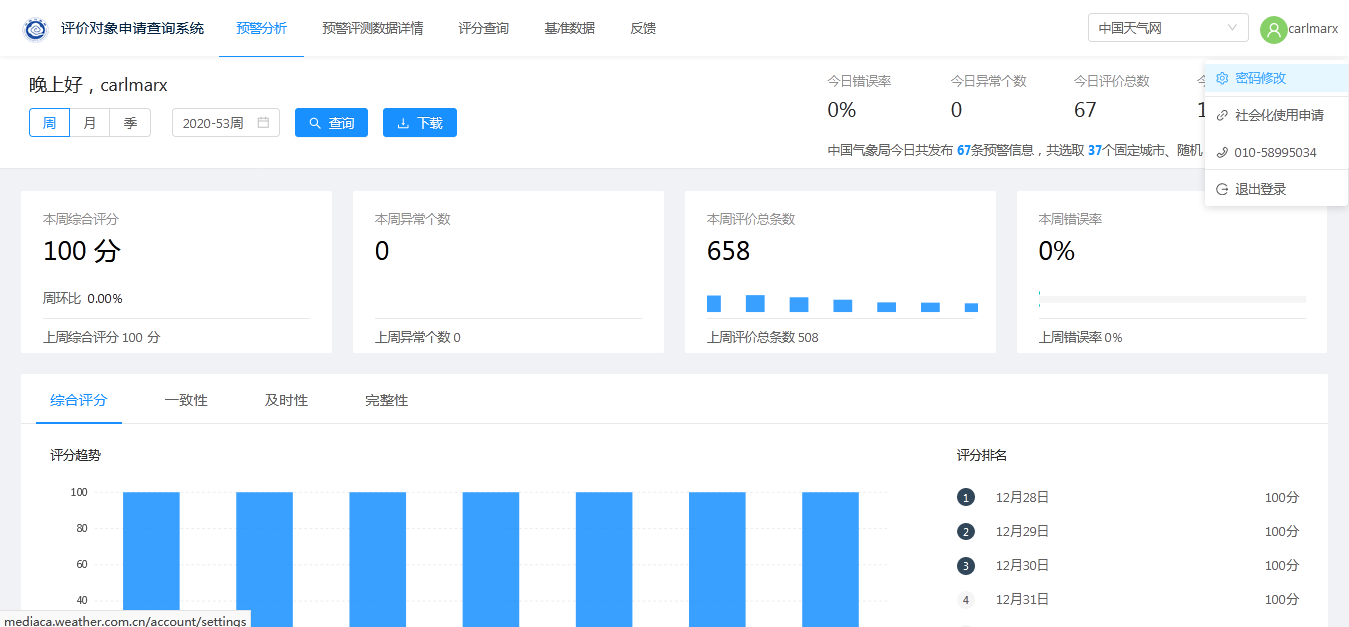 评价对象申请查询系统 预警分析 预警评测数据详情 评分查询 基准数据 反馈 中国天气网 carlmarx
晚上好，carlmarx
周 月 季 2020-53周 查询 下载
今日错误率 今日异常个数 今日评价总数
0% 0 67
中国气象局今日共发布 67条预警信息，共选取 37个固定城市、随机
密码修改
社会化使用申请
010-58995034
退出登录
本周综合评分
100 分
周环比 0.00%
上周综合评分 100 分
本周异常个数
0
上周异常个数 0
本周评价总条数
658
上周评价总条数 508
本周错误率
0%
上周错误率 0%
综合评分 一致性 及时性 完整性
评分趋势
100
80
60
40
评分排名
1 12月28日 100分
2 12月29日 100分
3 12月30日 100分
4 12月31日 100分
mediaca.weather.com.cn/account/settings